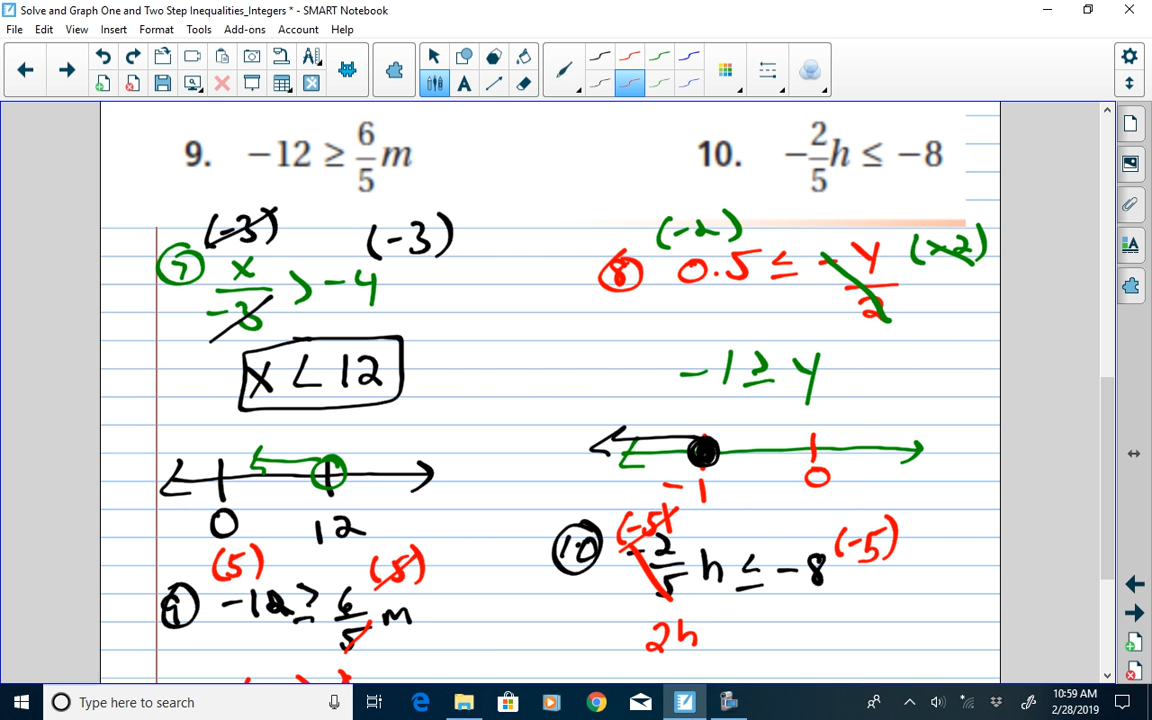 Solve and Graph One and Two Step Inequalities_Integers * - SMART Notebook
File Edit View Insert Format Tools Add-ons Account Help
9. −12 ≥ 6/5 m
10. −2/5 h ≤ −8
(-3) (-3)
⑦ x/-3 > -4
x < 12
0 12
(-2) (-2)
⑧ 0.5 ≤ -y/2
-1 ≥ y
-1 0
(5) (5)
⑨ -12 ≥ 6/5 m
(-5) (-5)
⑩ -2/5 h ≤ -8
2h
Type here to search
10:59 AM
2/28/2019